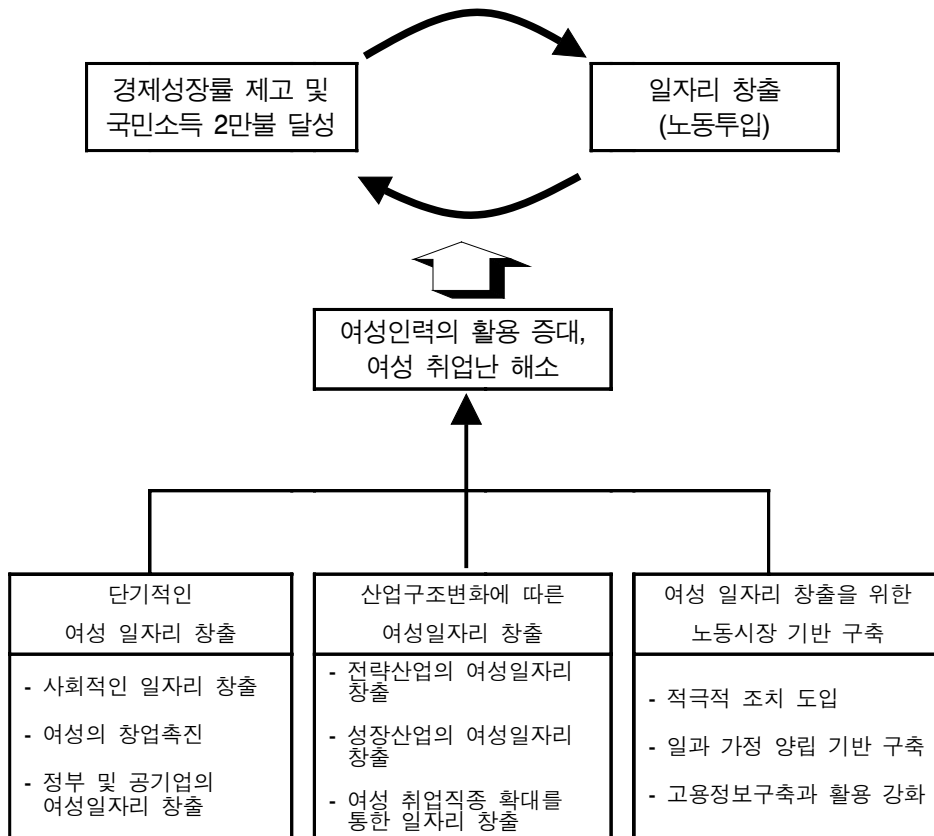 경제성장률 제고 및
국민소득 2만불 달성
일자리 창출
(노동투입)
여성인력의 활용 증대,
여성 취업난 해소
단기적인
여성 일자리 창출
- 사회적인 일자리 창출
- 여성의 창업촉진
- 정부 및 공기업의
여성일자리 창출
산업구조변화에 따른
여성일자리 창출
- 전략산업의 여성일자리
창출
- 성장산업의 여성일자리
창출
- 여성 취업직종 확대를
통한 일자리 창출
여성 일자리 창출을 위한
노동시장 기반 구축
- 적극적 조치 도입
- 일과 가정 양립 기반 구축
- 고용정보구축과 활용 강화